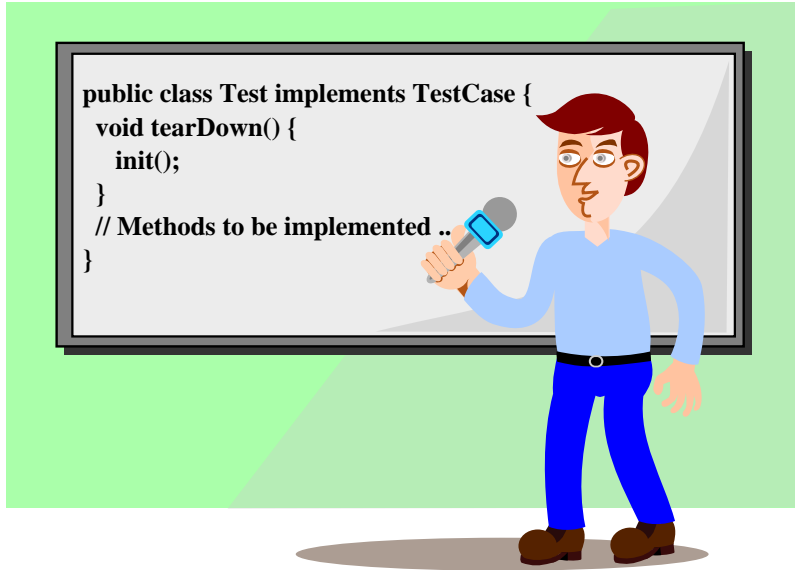 public class Test implements TestCase {
void tearDown() {
init();
}
// Methods to be implemented ..
}